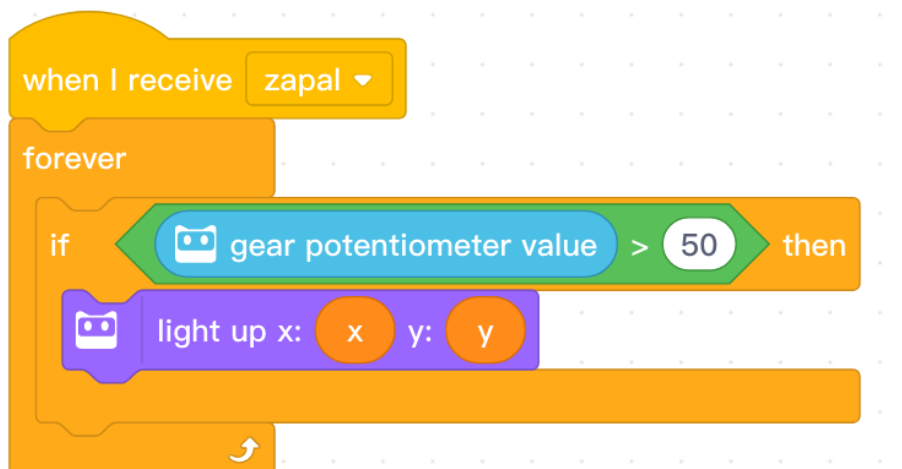 when I receive zapal
forever
if gear potentiometer value > 50 then
light up x: x y: y